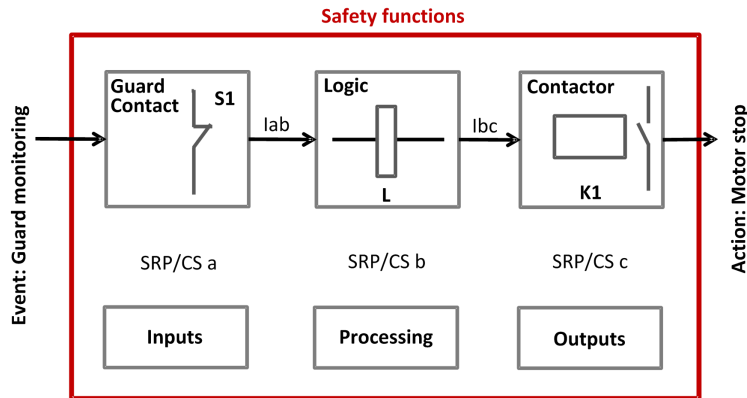 Safety functions
Event: Guard monitoring
Guard
Contact
S1
Iab
Logic
L
Ibc
Contactor
K1
Action: Motor stop
SRP/CS a
SRP/CS b
SRP/CS c
Inputs
Processing
Outputs